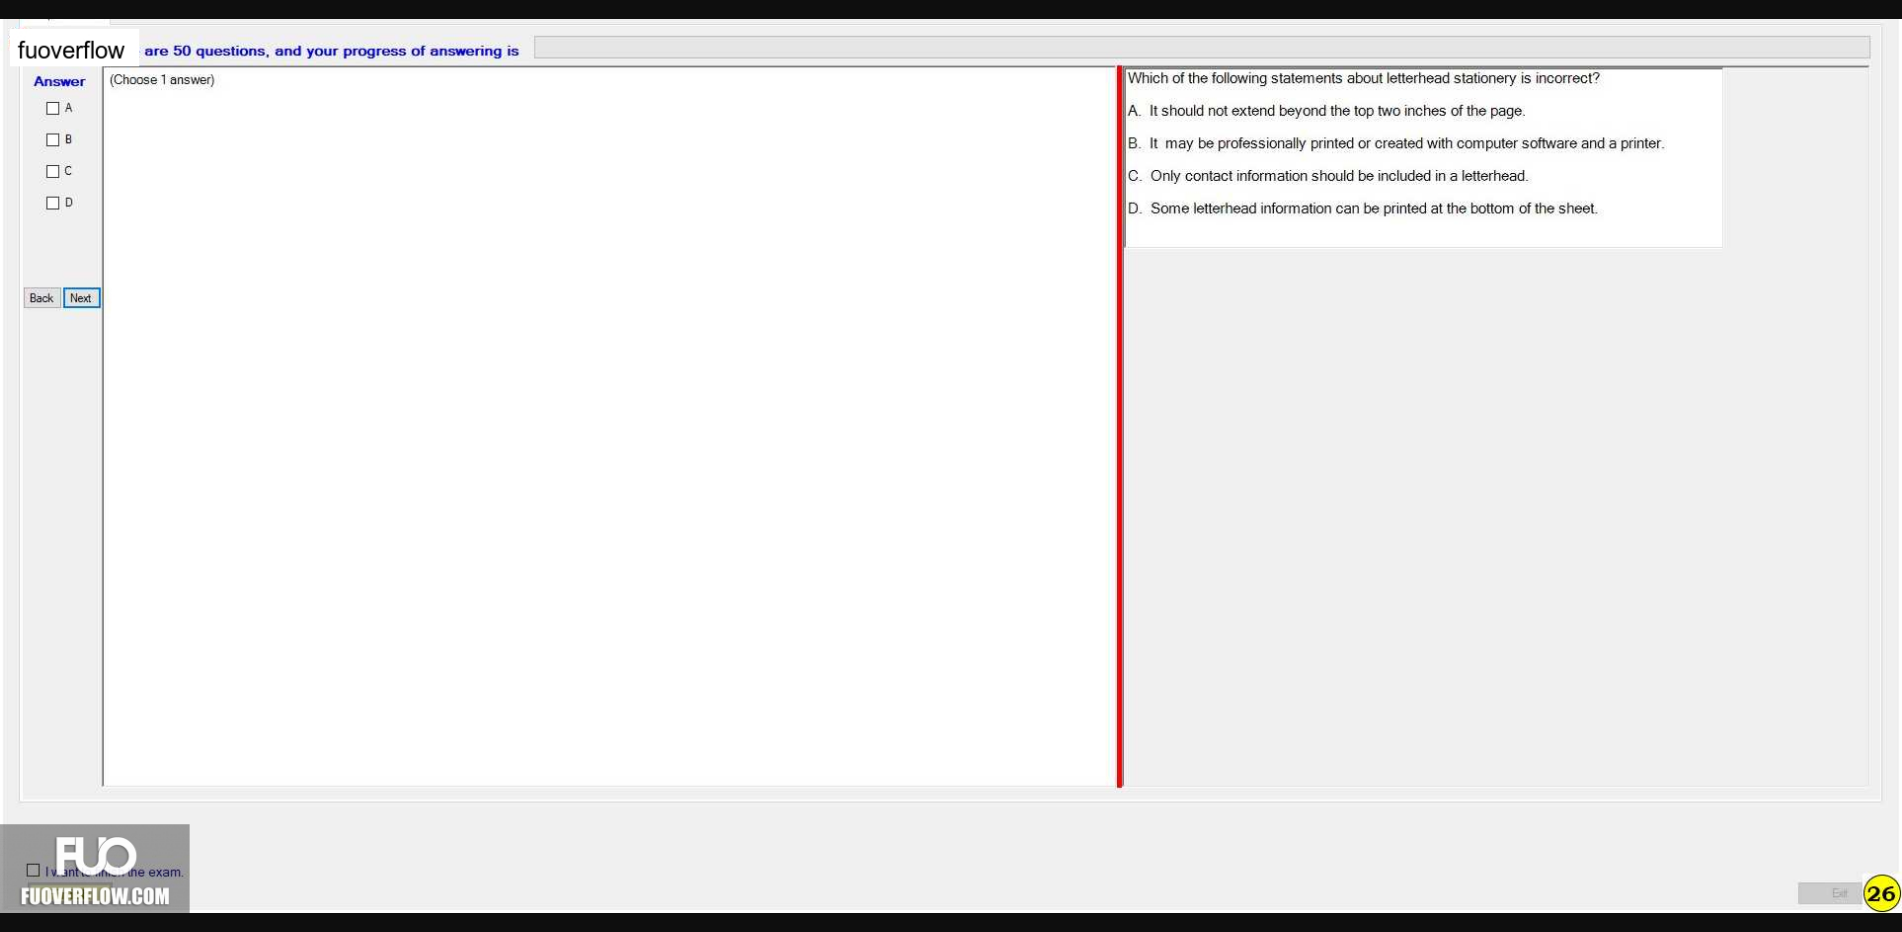 fuoverflow are 50 questions, and your progress of answering is
Answer
A
B
C
D
Back Next
(Choose 1 answer)
Which of the following statements about letterhead stationery is incorrect?
A. It should not extend beyond the top two inches of the page.
B. It may be professionally printed or created with computer software and a printer.
C. Only contact information should be included in a letterhead.
D. Some letterhead information can be printed at the bottom of the sheet.
FUO
I want to finish the exam.
FUOVERFLOW.COM
Exit
26